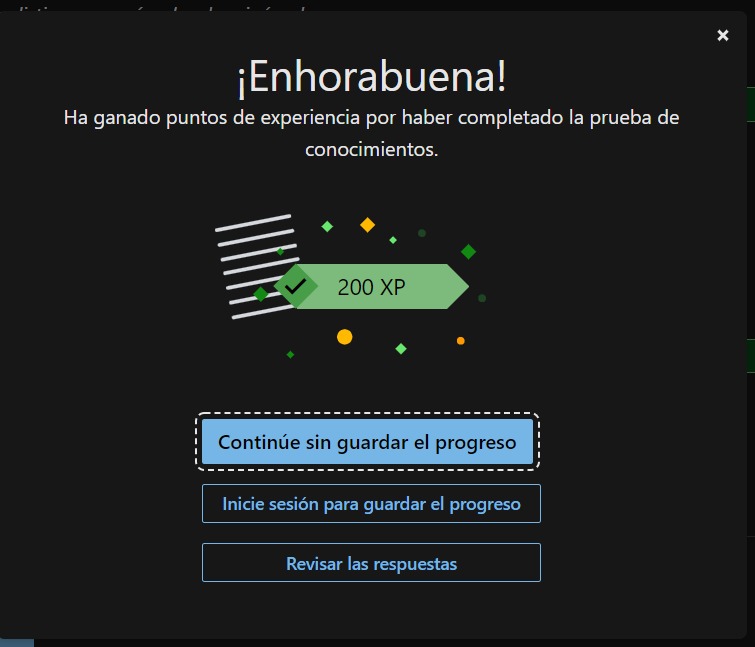 ¡Enhorabuena!
Ha ganado puntos de experiencia por haber completado la prueba de
conocimientos.
200 XP
Continúe sin guardar el progreso
Inicie sesión para guardar el progreso
Revisar las respuestas